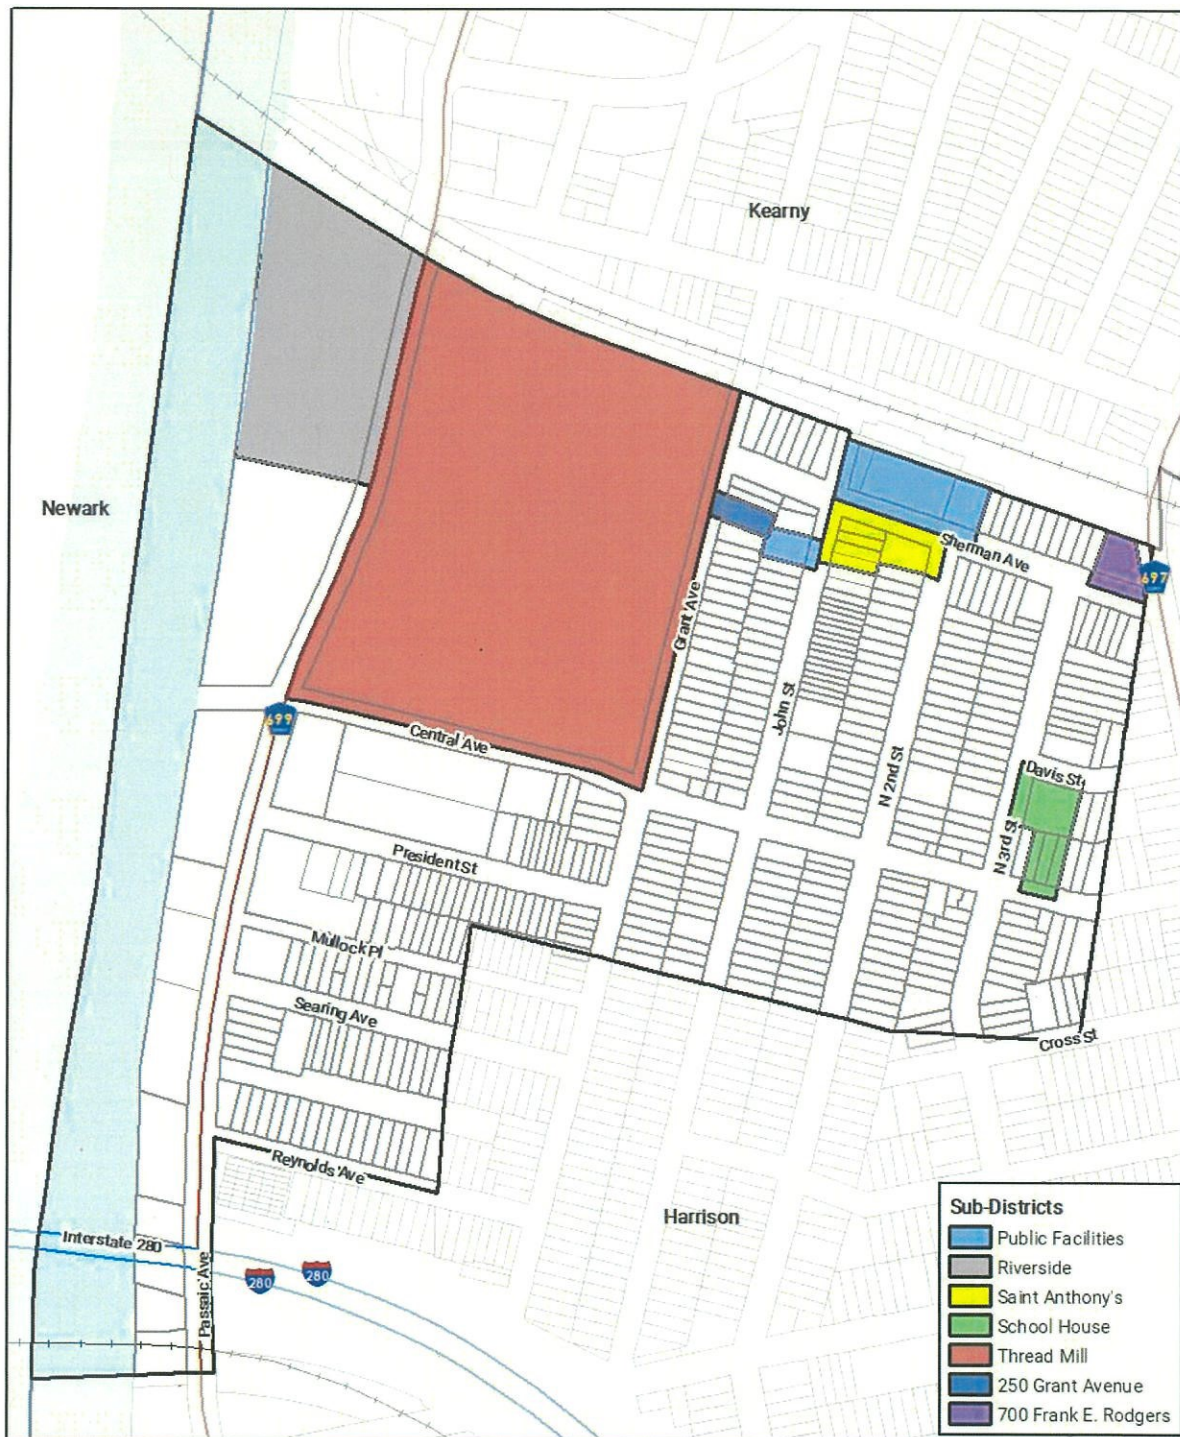 Kearny
Newark
Sherman Ave
697
Grant Ave
John St
699
Central Ave
N 2nd St
Davis St
N 3rd St
President St
Mullock Pl
Searing Ave
Cross St
Reynolds Ave
Harrison
Interstate 280
280
280
Passaic Ave
Sub-Districts
Public Facilities
Riverside
Saint Anthony's
School House
Thread Mill
250 Grant Avenue
700 Frank E. Rodgers